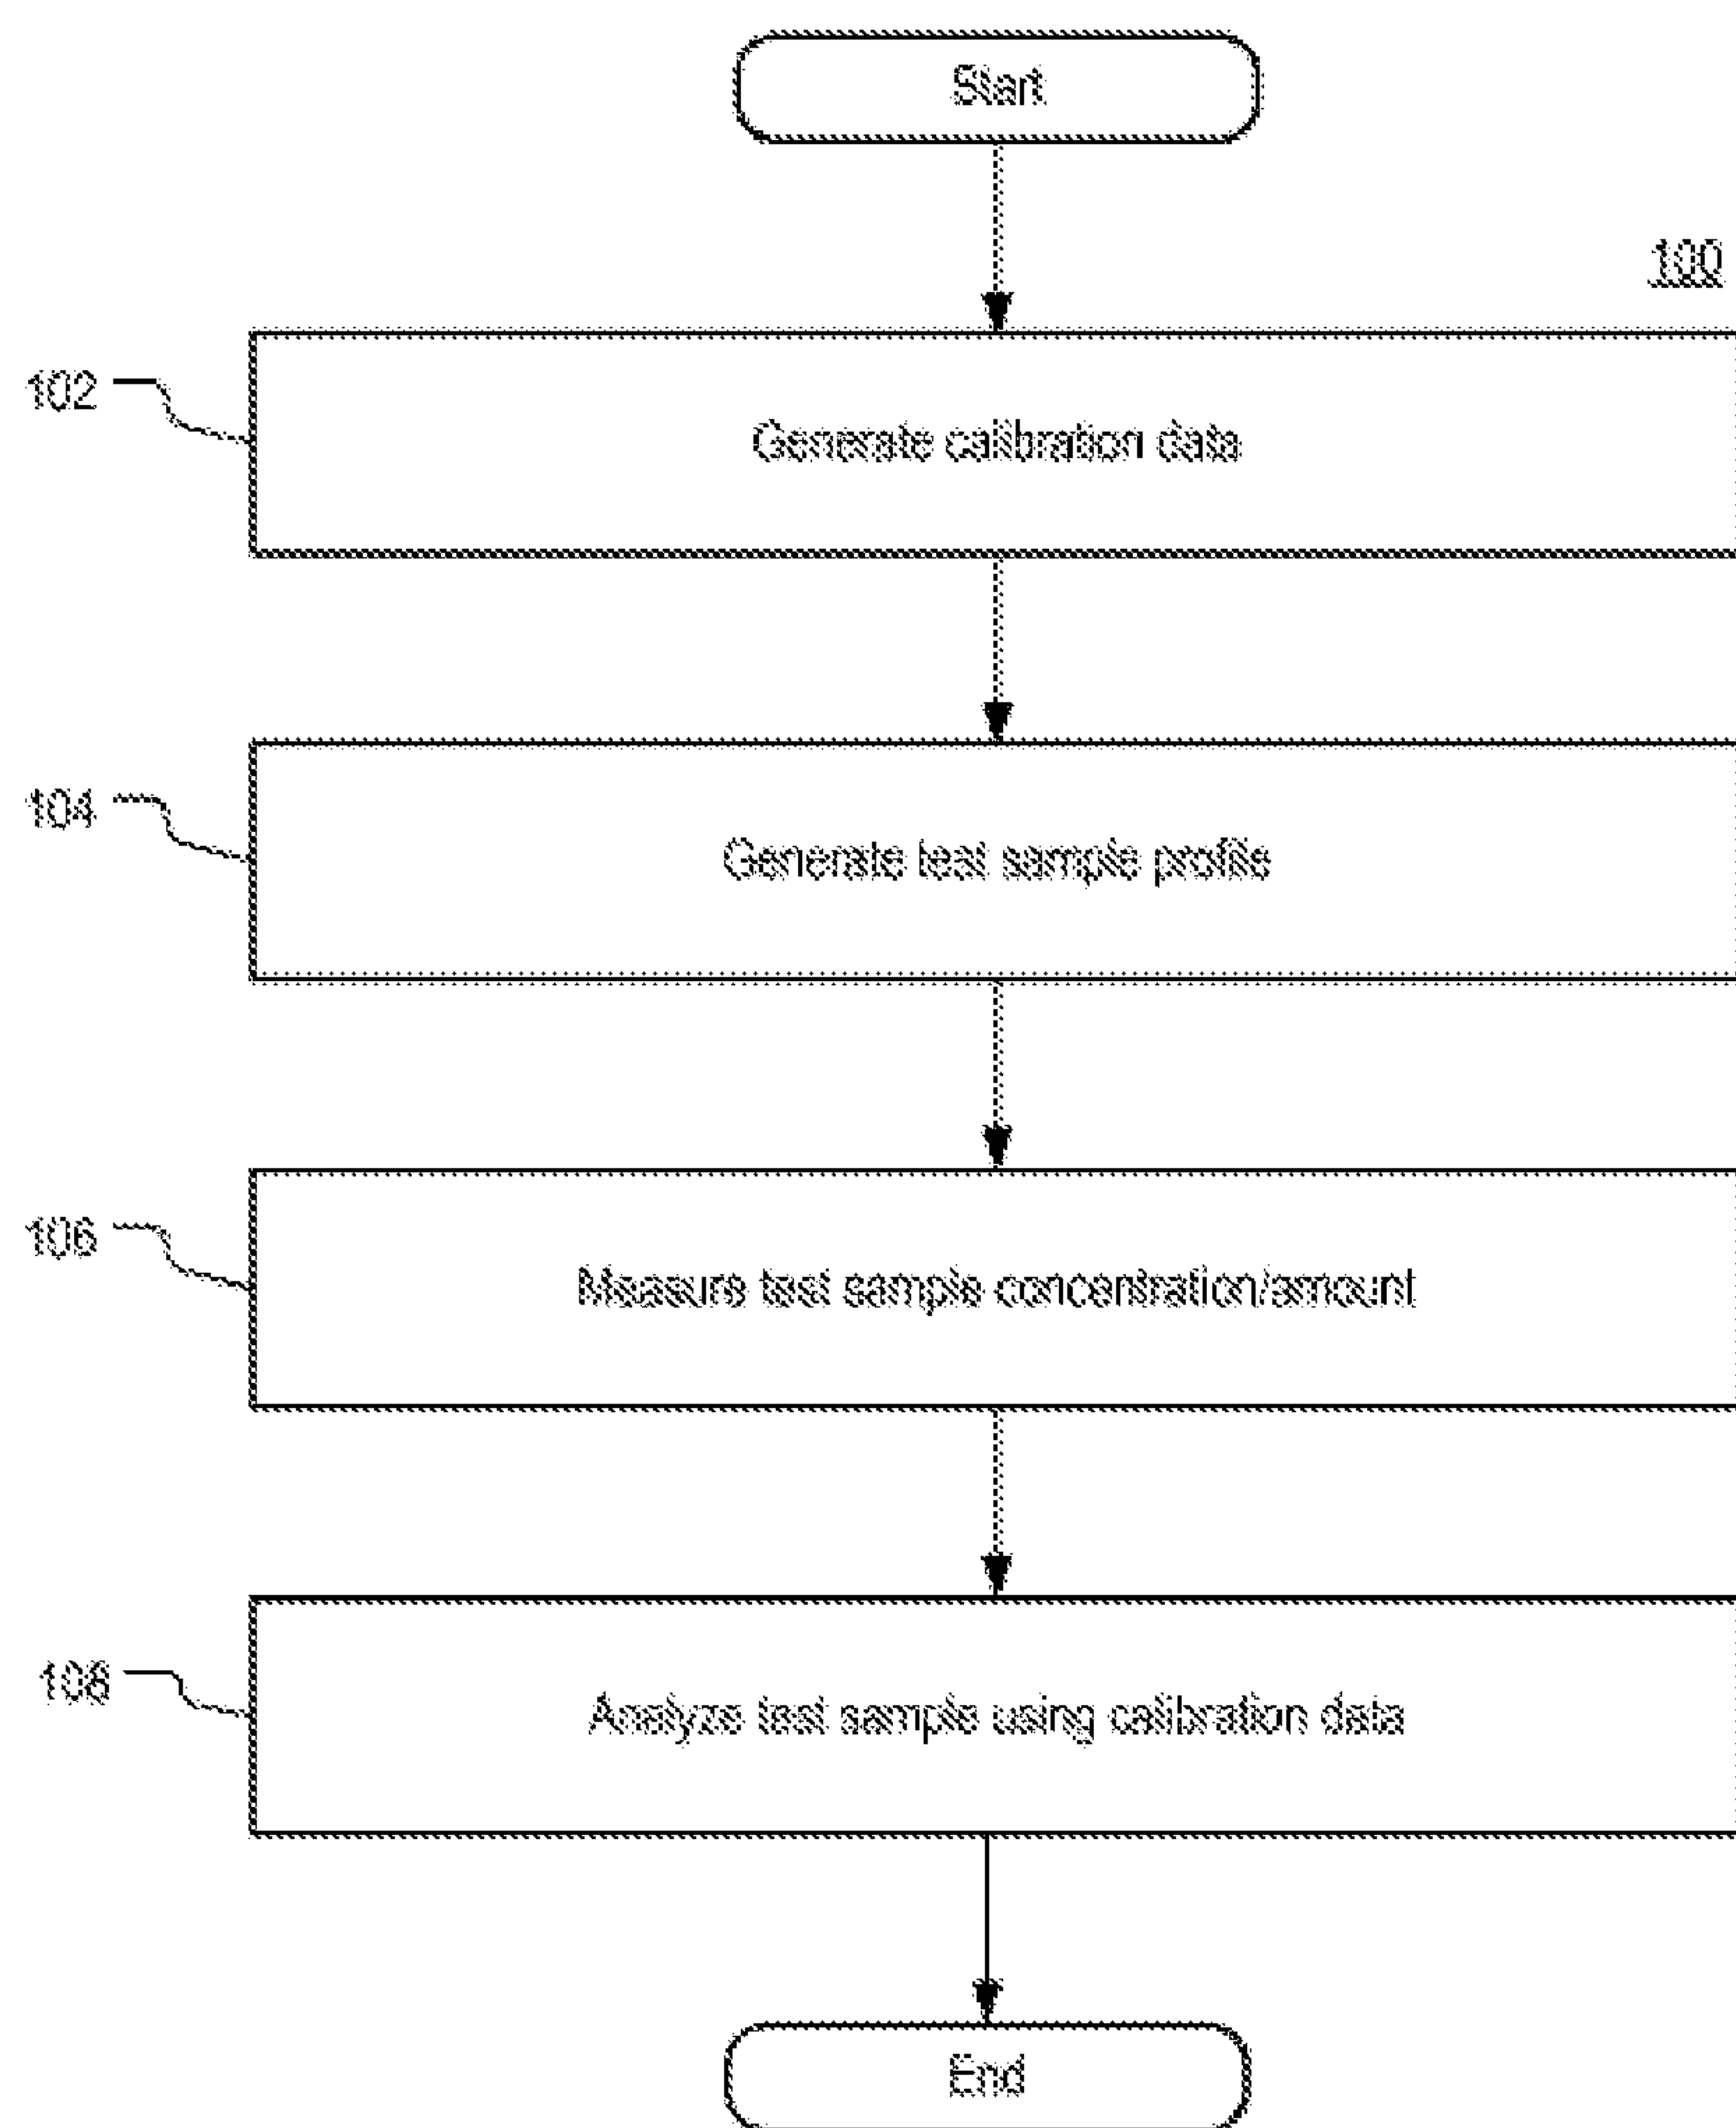 Start
100
102
Generate calibration data
104
Generate test sample profile
106
Measure test sample concentration/amount
108
Analyze test sample using calibration data
End